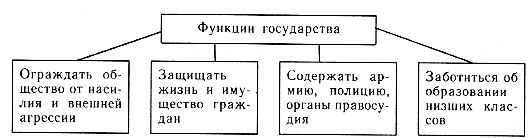 Функции государства
Ограждать об-
щество от наси-
лия и внешней
агрессии
Защищать
жизнь и иму-
щество граж-
дан
Содержать ар-
мию, полицию,
органы правосу-
дия
Заботиться об
образовании
низших клас-
сов